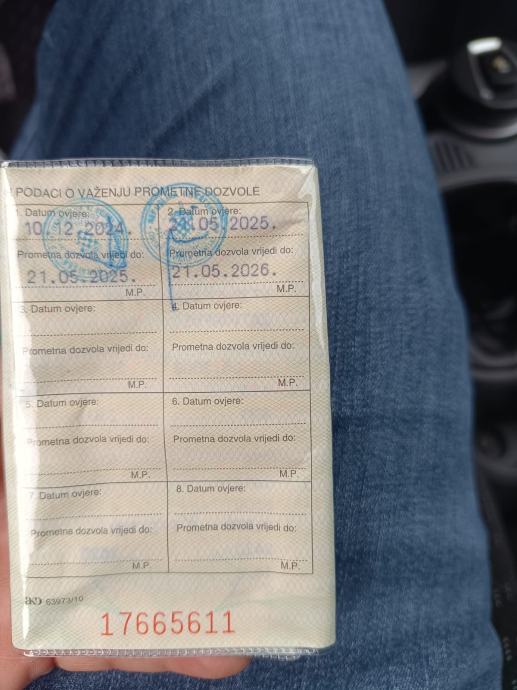 PODACI O VAŽENJU PROMETNE DOZVOLE
1. Datum ovjere:
10.12.2024.
Prometna dozvola vrijedi do:
21.05.2025.
M.P.
2. Datum ovjere:
05.2025.
Prometna dozvola vrijedi do:
21.05.2026.
M.P.
3. Datum ovjere:
Prometna dozvola vrijedi do:
M.P.
4. Datum ovjere:
Prometna dozvola vrijedi do:
M.P.
5. Datum ovjere:
Prometna dozvola vrijedi do:
M.P.
6. Datum ovjere:
Prometna dozvola vrijedi do:
M.P.
7. Datum ovjere:
Prometna dozvola vrijedi do:
M.P.
8. Datum ovjere:
Prometna dozvola vrijedi do:
M.P.
AKD 63973/10
17665611